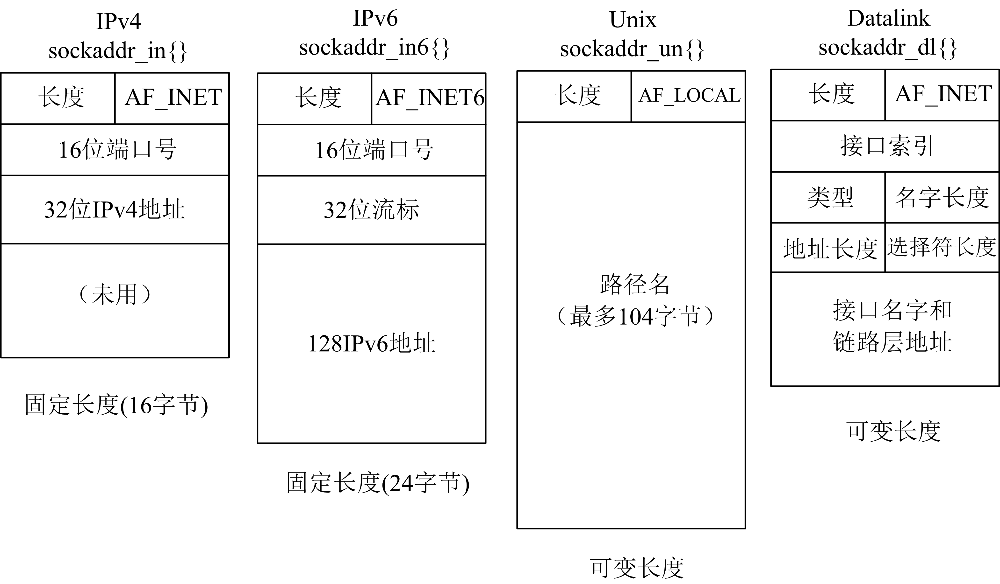 IPv4
sockaddr_in{}
长度
AF_INET
16位端口号
32位IPv4地址
（未用）
固定长度(16字节)
IPv6
sockaddr_in6{}
长度
AF_INET6
16位端口号
32位流标
128IPv6地址
固定长度(24字节)
Unix
sockaddr_un{}
长度
AF_LOCAL
路径名
（最多104字节）
可变长度
Datalink
sockaddr_dl{}
长度
AF_INET
接口索引
类型
名字长度
地址长度
选择符长度
接口名字和
链路层地址
可变长度